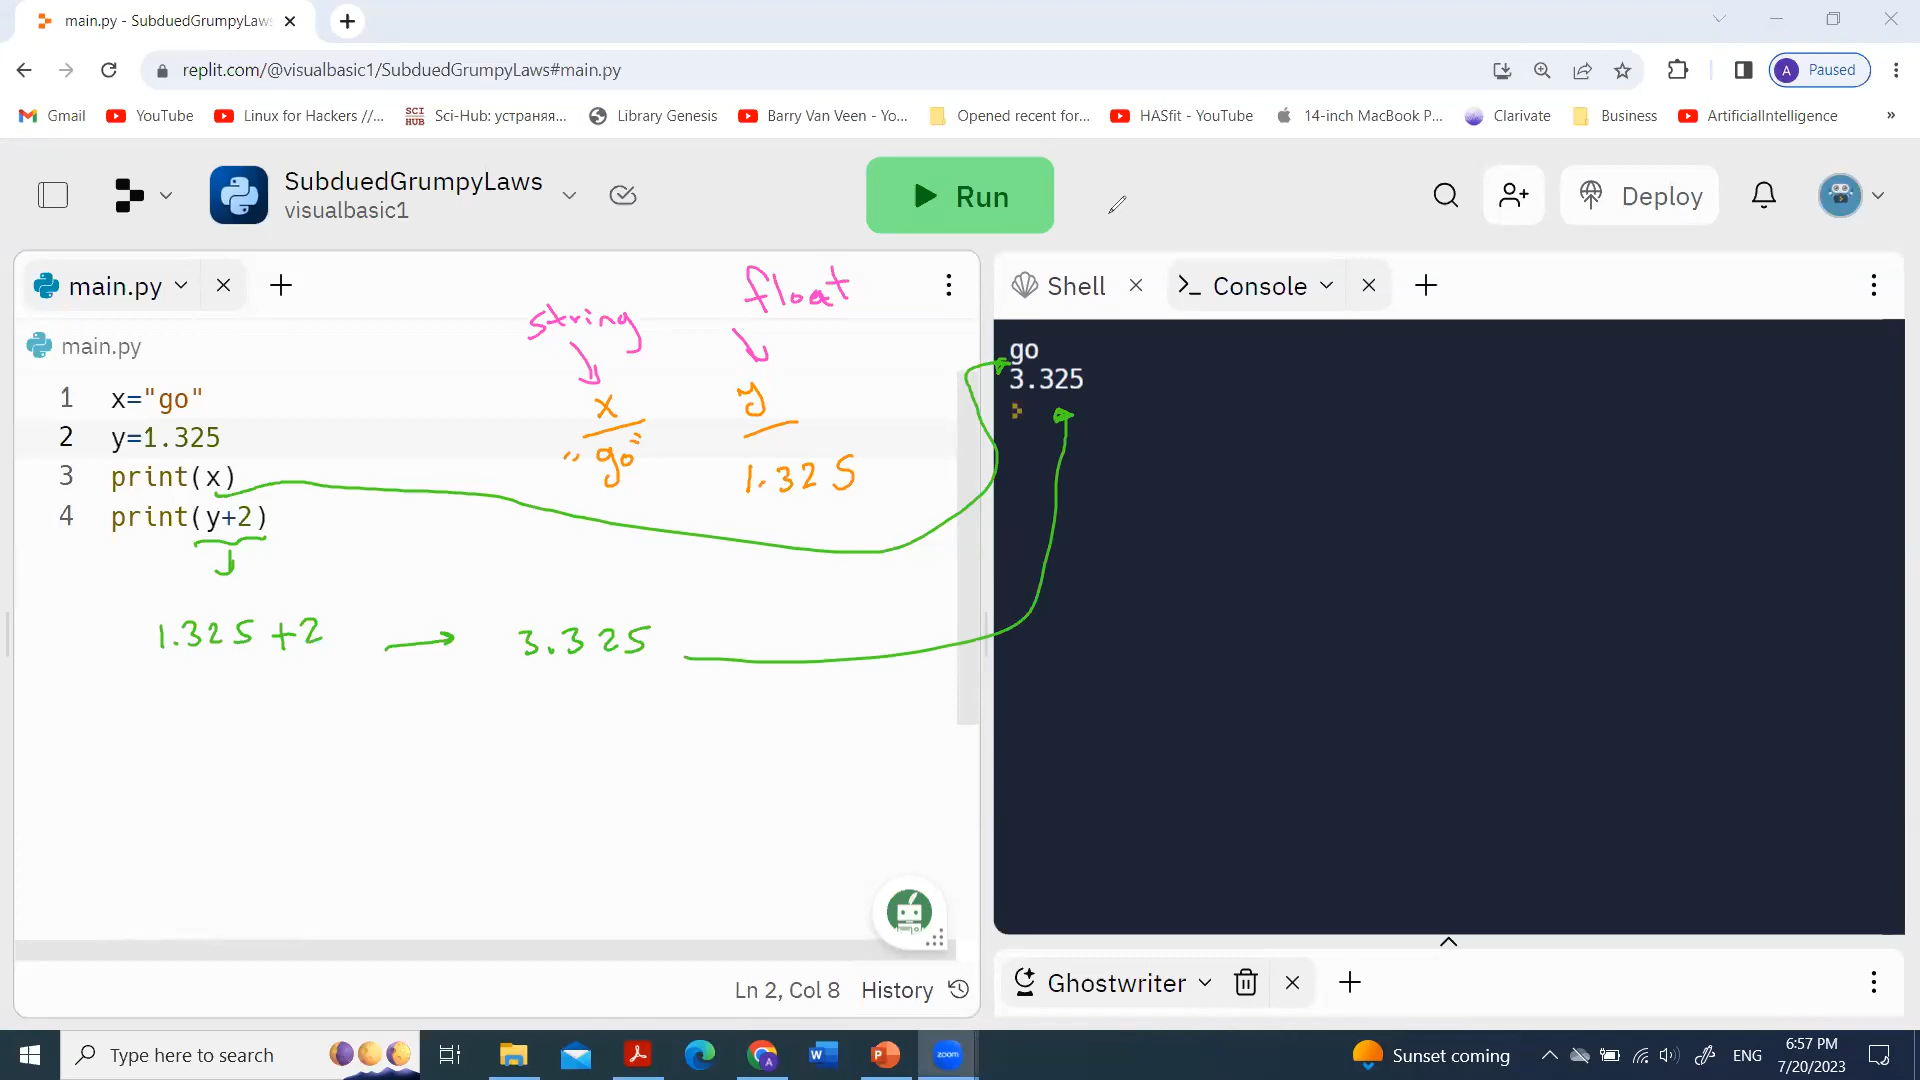 main.py - SubduedGrumpyLaws
replit.com/@visualbasic1/SubduedGrumpyLaws#main.py
A Paused
Gmail YouTube Linux for Hackers //... SCI HUB Sci-Hub: устраняя... Library Genesis Barry Van Veen - Yo... Opened recent for... HASfit - YouTube 14-inch MacBook P... Clarivate Business ArtificialIntelligence »
SubduedGrumpyLaws
visualbasic1
Run
Deploy
main.py
main.py
string
float
x
y
"go"
1.325
1 x="go"
2 y=1.325
3 print(x)
4 print(y+2)
1.325+2 → 3.325
Ln 2, Col 8 History
Shell
Console
go
3.325
Ghostwriter
Type here to search
W
P
zoom
Sunset coming
ENG
6:57 PM
7/20/2023